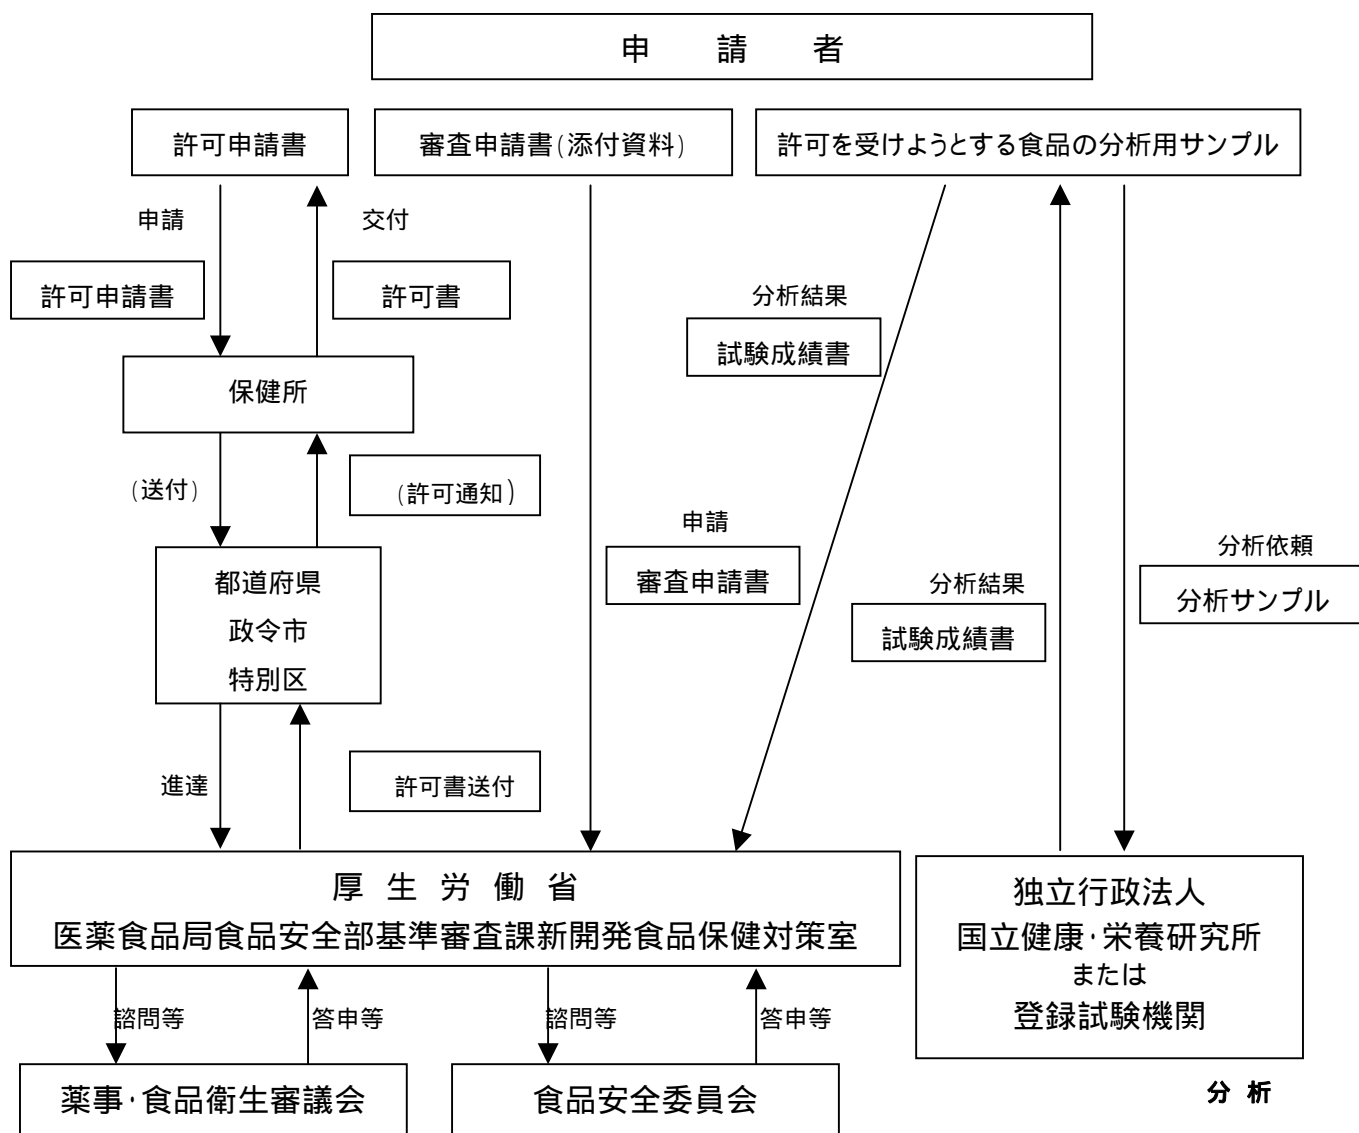 申請者
許可申請書
審査申請書(添付資料)
許可を受けようとする食品の分析用サンプル
申請
交付
許可申請書
許可書
分析結果
試験成績書
保健所
(送付)
(許可通知)
申請
審査申請書
都道府県
政令市
特別区
分析結果
試験成績書
分析依頼
分析サンプル
進達
許可書送付
厚生労働省
医薬食品局食品安全部基準審査課新開発食品保健対策室
独立行政法人
国立健康・栄養研究所
または
登録試験機関
諮問等
答申等
諮問等
答申等
薬事・食品衛生審議会
食品安全委員会
分析